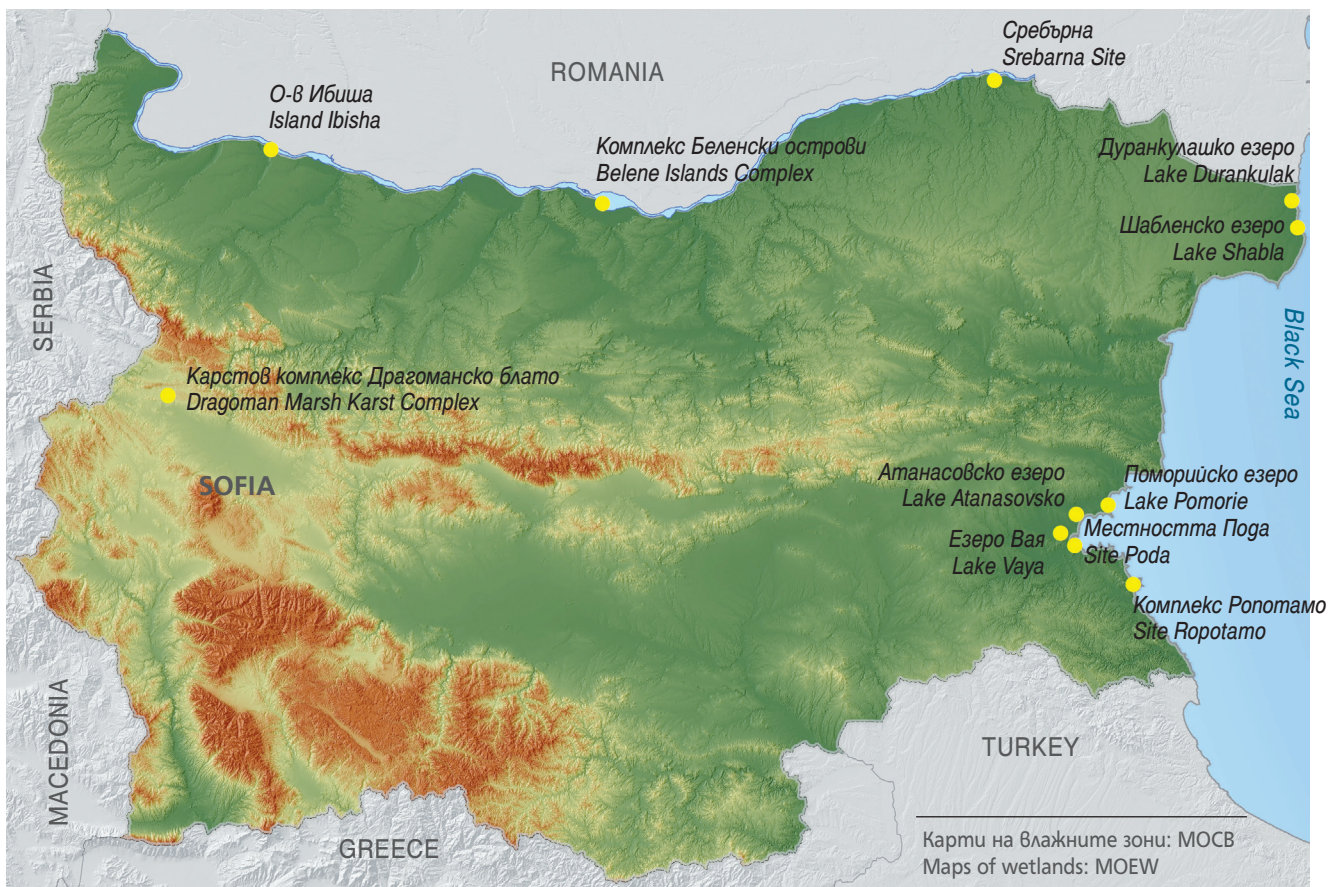 Сребърна
Srebarna Site
ROMANIA
О-в Ибиша
Island Ibisha
Комплекс Беленски острови
Belene Islands Complex
Дуранкулашко езеро
Lake Durankulak
Шабленско езеро
Lake Shabla
SERBIA
Black Sea
Карстов комплекс Драгоманско блато
Dragoman Marsh Karst Complex
SOFIA
Атанасовско езеро
Lake Atanasovsko
Поморийско езеро
Lake Pomorie
Местността Пода
Site Poda
Езеро Вая
Lake Vaya
Комплекс Ропотамо
Site Ropotamo
MACEDONIA
TURKEY
GREECE
Карти на влажните зони: МОСВ
Maps of wetlands: MOEW